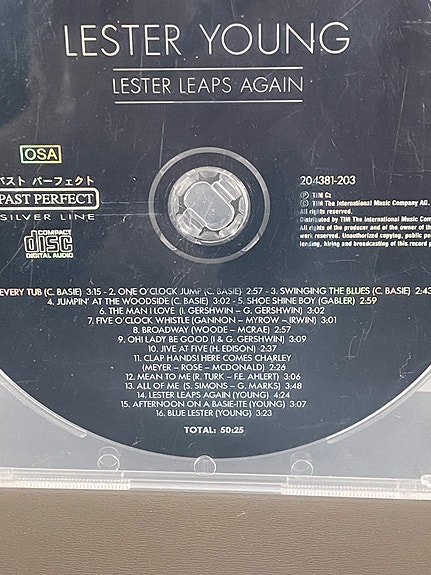 LESTER YOUNG
LESTER LEAPS AGAIN
OSA
パスト パーフェクト
PAST PERFECT
SILVER LINE
COMPACT
disc
DIGITAL AUDIO
204381-203
Ⓟ TIM Cz
Ⓒ TIM The International Music Company AG.
All rights reserved.
Distributed by TIM The International Music Com
All rights of the producer and of the owner of the
work reserved. Unauthorized copying, public pe
lending, hiring and broadcasting of this record p
EVERY TUB (C. BASIE) 3:15 - 2. ONE O'CLOCK JUMP (C. BASIE) 2:57 - 3. SWINGING THE BLUES (C. BASIE) 2:43
4. JUMPIN' AT THE WOODSIDE (C. BASIE) 3:02 - 5. SHOE SHINE BOY (GABLER) 2:59
6. THE MAN I LOVE (I. GERSHWIN – G. GERSHWIN) 3:02
7. FIVE O'CLOCK WHISTLE (GANNON – MYROW – IRWIN) 3:01
8. BROADWAY (WOODE – MCRAE) 2:57
9. OH! LADY BE GOOD (I & G. GERSHWIN) 3:09
10. JIVE AT FIVE (H. EDISON) 2:37
11. CLAP HANDS! HERE COMES CHARLEY
(MEYER – ROSE – MCDONALD) 2:26
12. MEAN TO ME (R. TURK – F.E. AHLERT) 3:06
13. ALL OF ME (S. SIMONS – G. MARKS) 3:48
14. LESTER LEAPS AGAIN (YOUNG) 4:24
15. AFTERNOON ON A BASIE-ITE (YOUNG) 3:07
16. BLUE LESTER (YOUNG) 3:23
TOTAL: 50:25